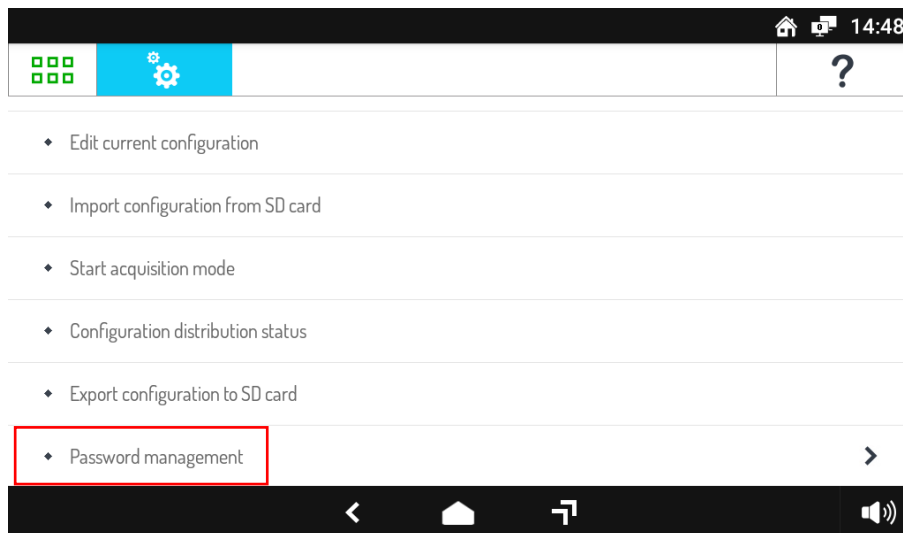 14:48
?
Edit current configuration
Import configuration from SD card
Start acquisition mode
Configuration distribution status
Export configuration to SD card
Password management